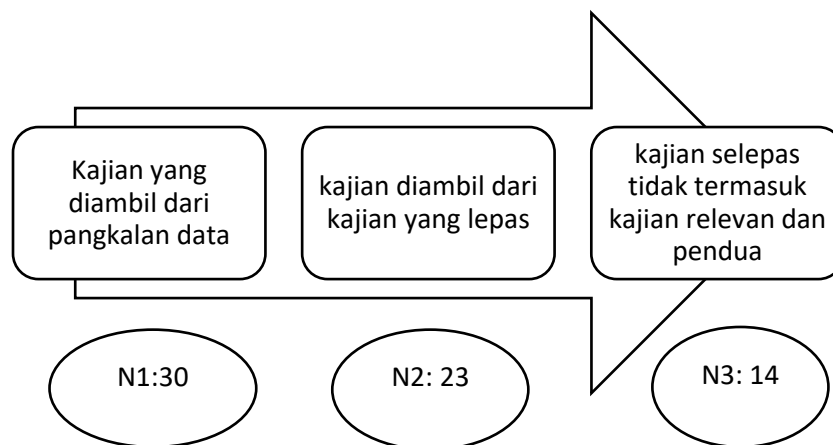 Kajian yang
diambil dari
pangkalan data
kajian diambil dari
kajian yang lepas
kajian selepas
tidak termasuk
kajian relevan dan
pendua
N1:30
N2: 23
N3: 14